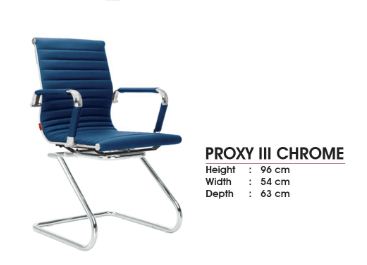 PROXY III CHROME
Height : 96 cm
Width : 54 cm
Depth : 63 cm